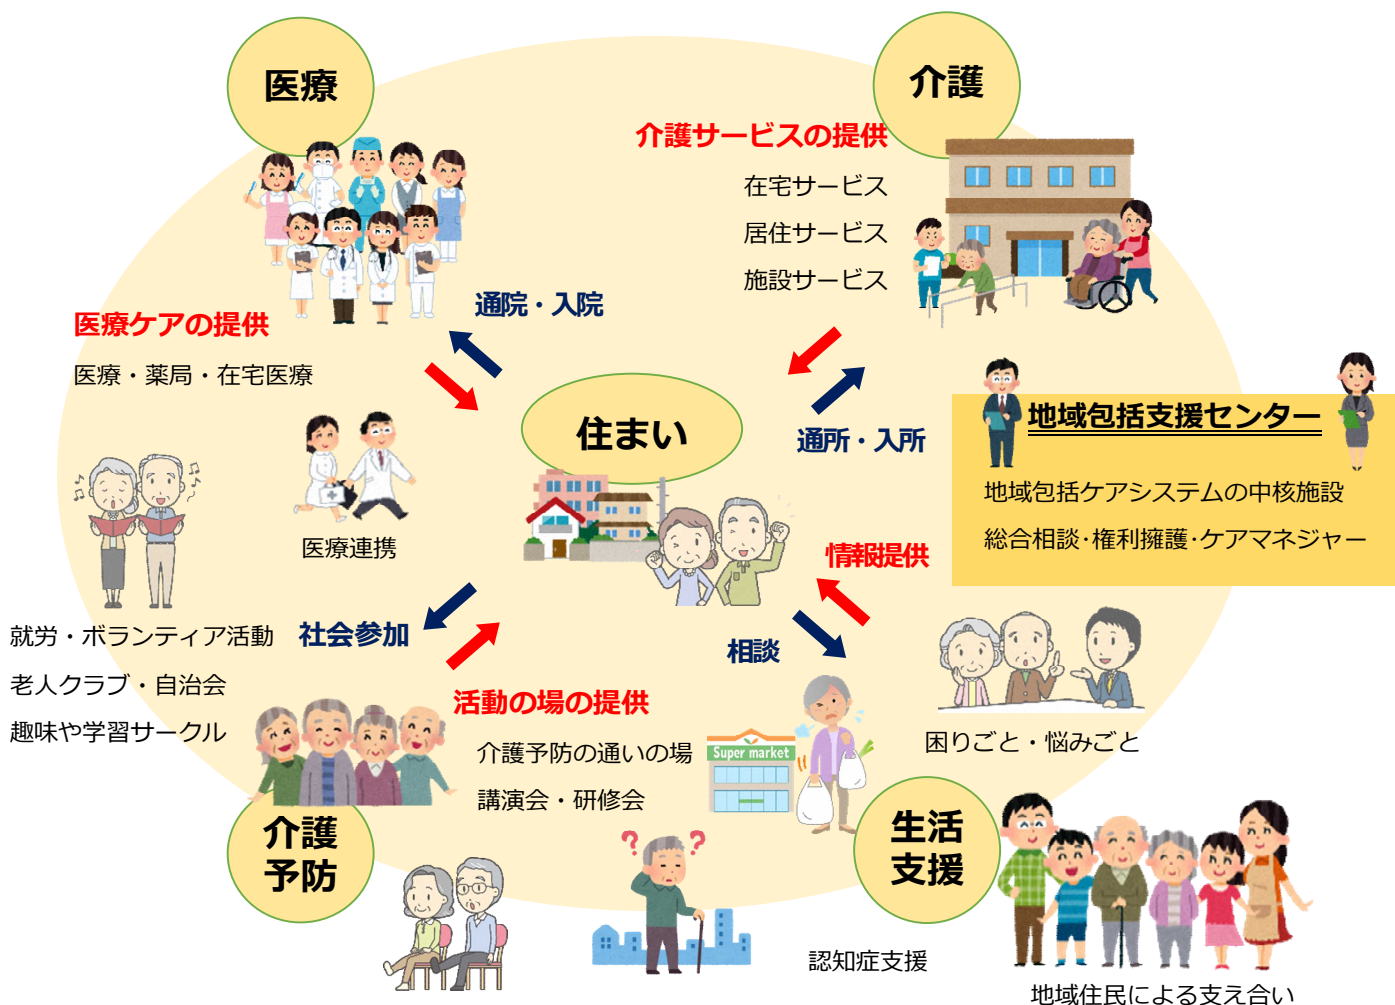 医療
介護
介護サービスの提供
在宅サービス
居住サービス
施設サービス
通院・入院
医療ケアの提供
医療・薬局・在宅医療
住まい
通所・入所
地域包括支援センター
地域包括ケアシステムの中核施設
総合相談・権利擁護・ケアマネジャー
医療連携
情報提供
社会参加
就労・ボランティア活動
老人クラブ・自治会
趣味や学習サークル
相談
活動の場の提供
介護予防の通いの場
講演会・研修会
Super market
困りごと・悩みごと
介護
予防
生活
支援
認知症支援
地域住民による支え合い